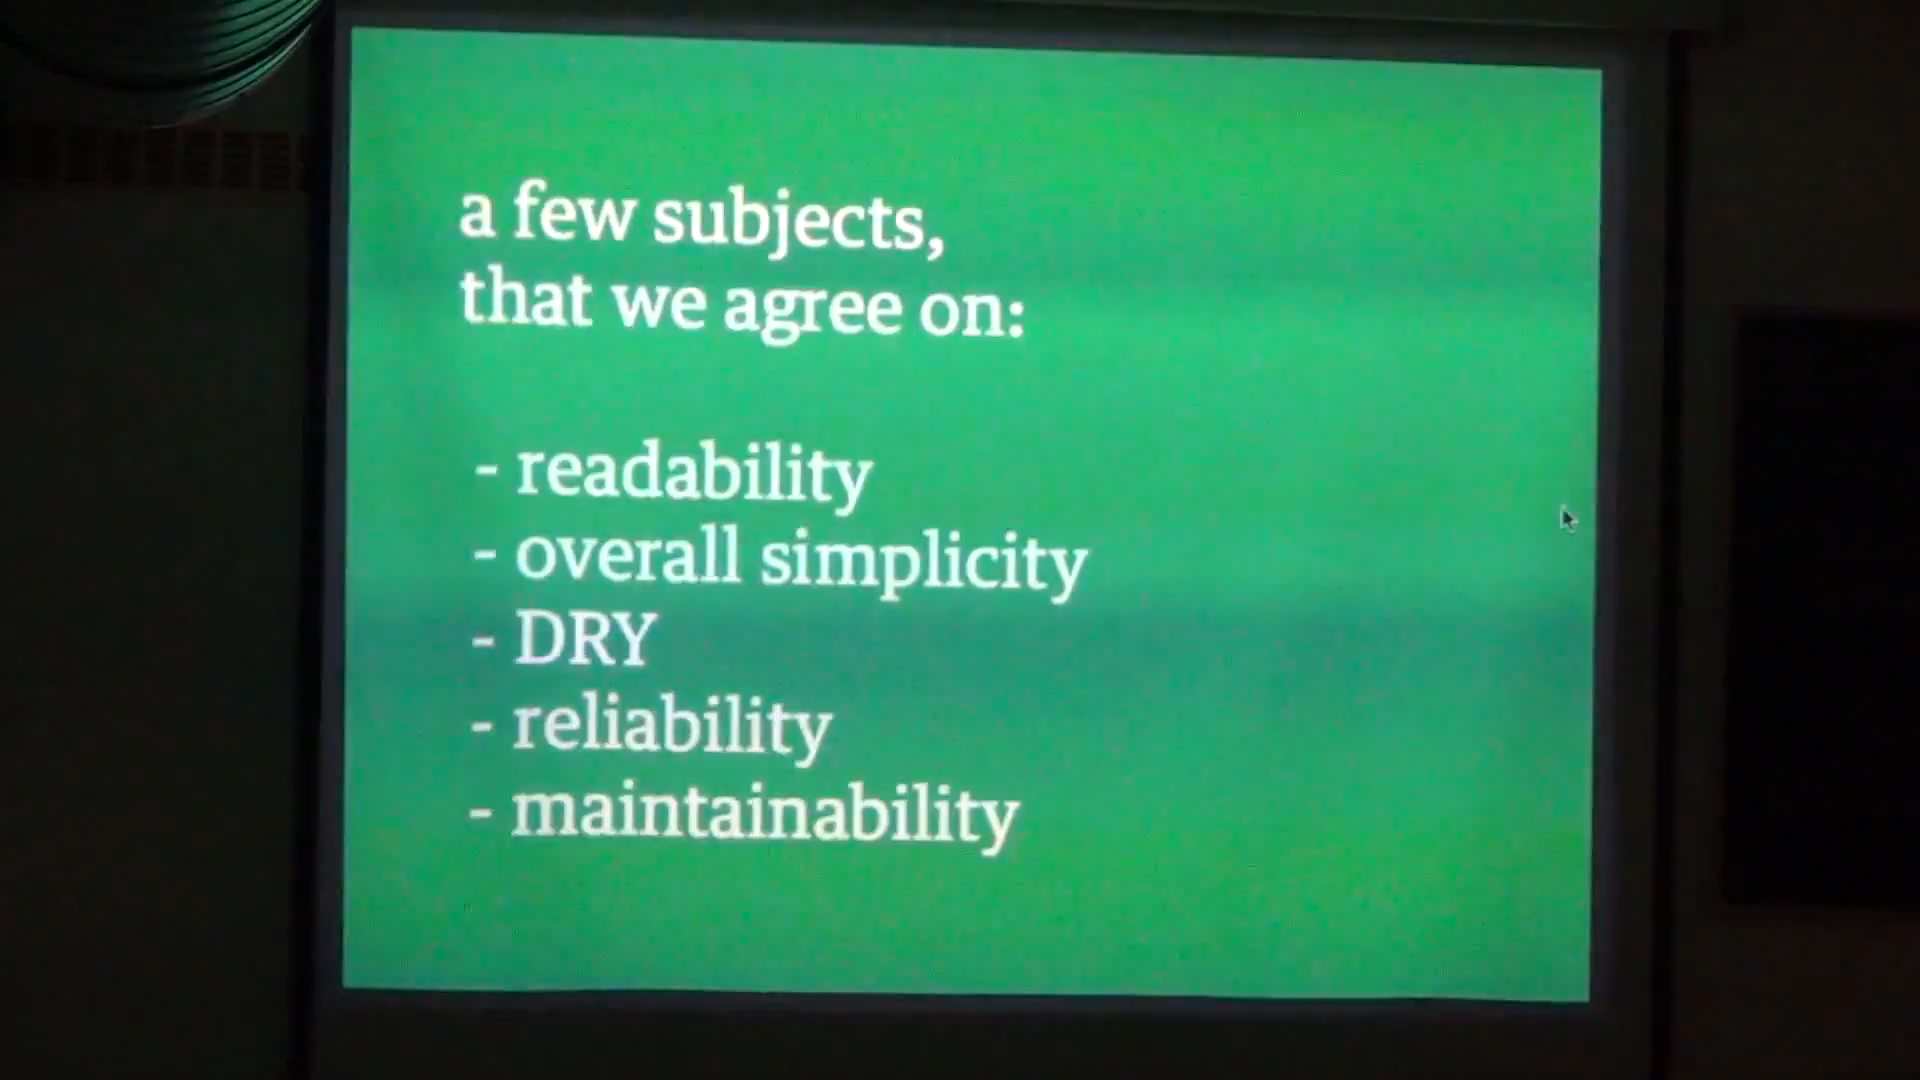 a few subjects,
that we agree on:
- readability
- overall simplicity
- DRY
- reliability
- maintainability